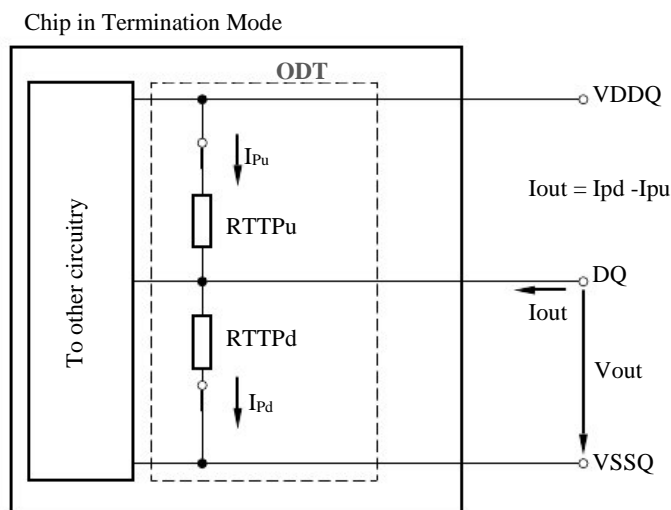 Chip in Termination Mode
ODT
VDDQ
IPu
Iout = Ipd -Ipu
RTTPu
To other circuitry
DQ
Iout
RTTPd
Vout
IPd
VSSQ